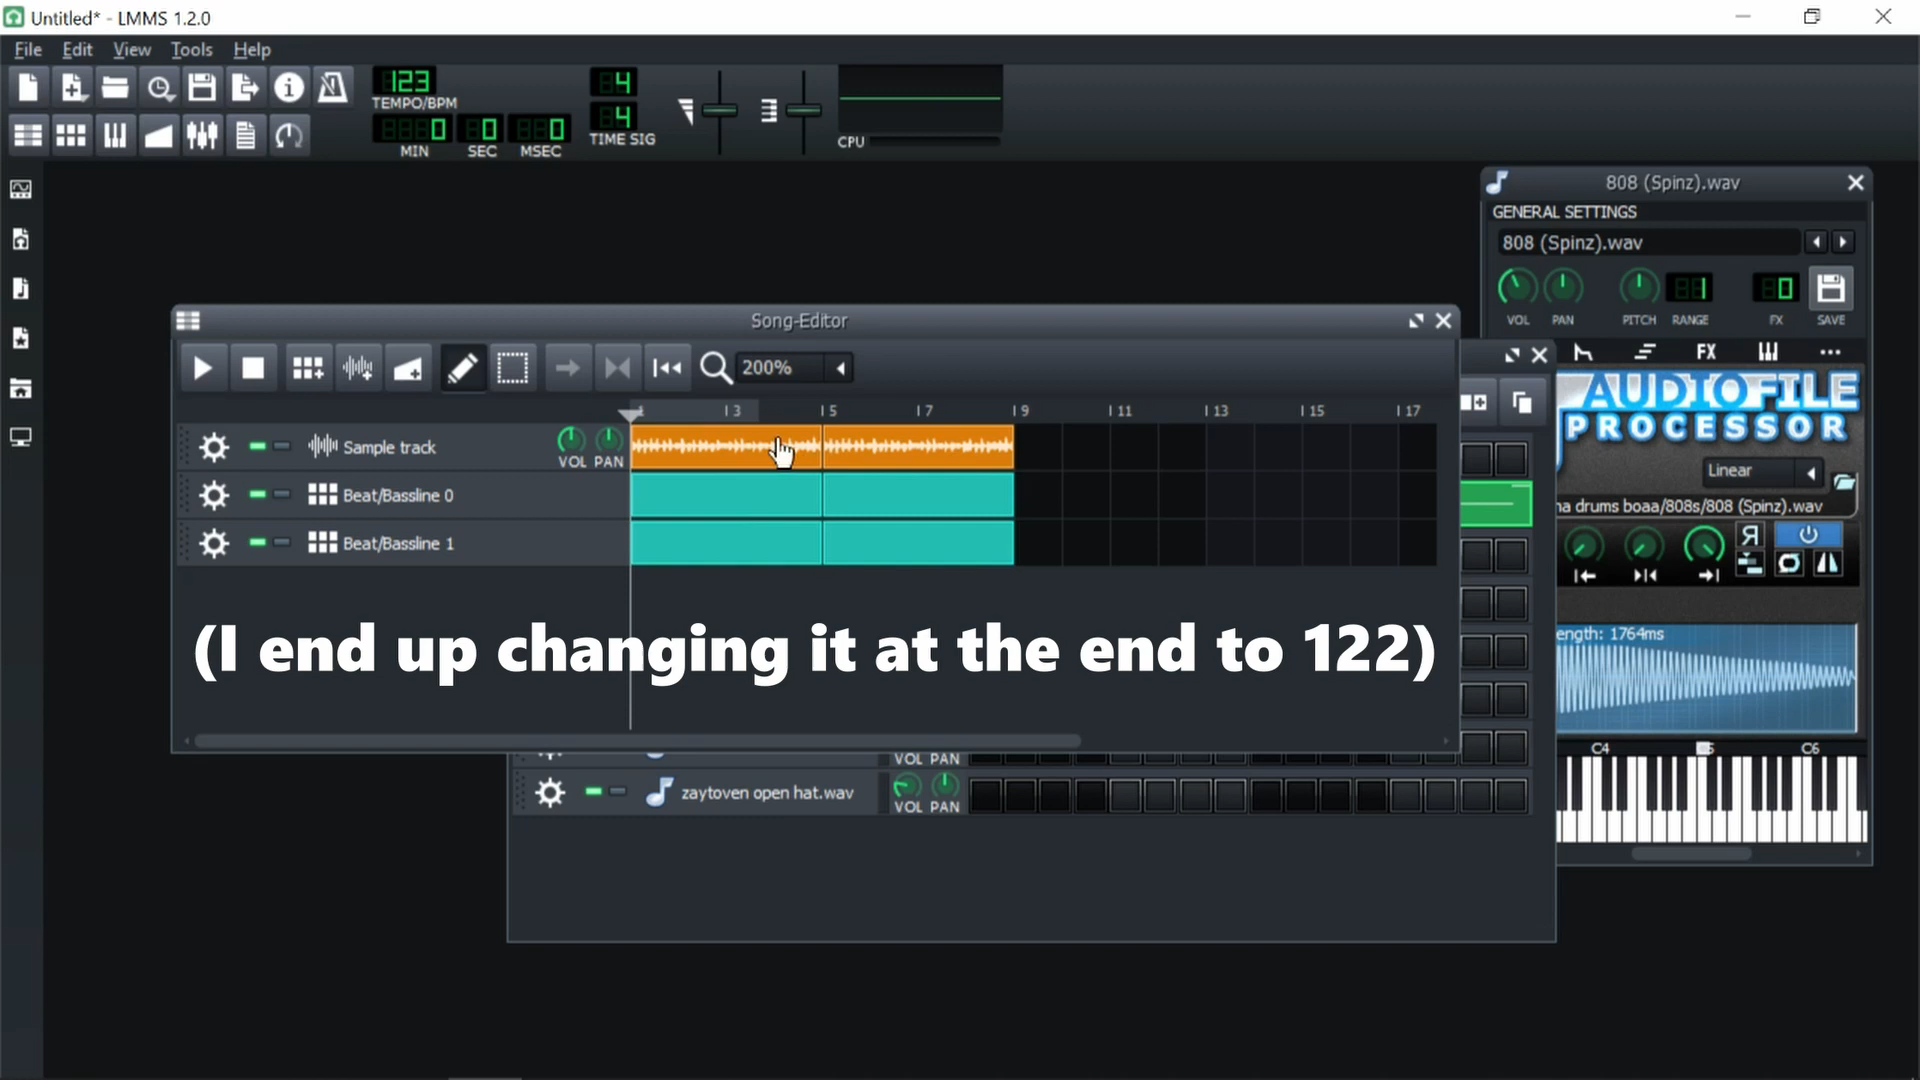 Untitled* - LMMS 1.2.0
File Edit View Tools Help
123
TEMPO/BPM
0 0 0
MIN SEC MSEC
4
4
TIME SIG
CPU
808 (Spinz).wav
GENERAL SETTINGS
808 (Spinz).wav
1 0
VOL PAN PITCH RANGE FX SAVE
FX
AUDIO FILE
PROCESSOR
Linear
na drums boaa/808s/808 (Spinz).wav
ength: 1764ms
C4 C6
Song-Editor
200%
3 5 7 9 11 13 15 17
Sample track
VOL PAN
Beat/Bassline 0
Beat/Bassline 1
(I end up changing it at the end to 122)
VOL PAN
zaytoven open hat.wav
VOL PAN